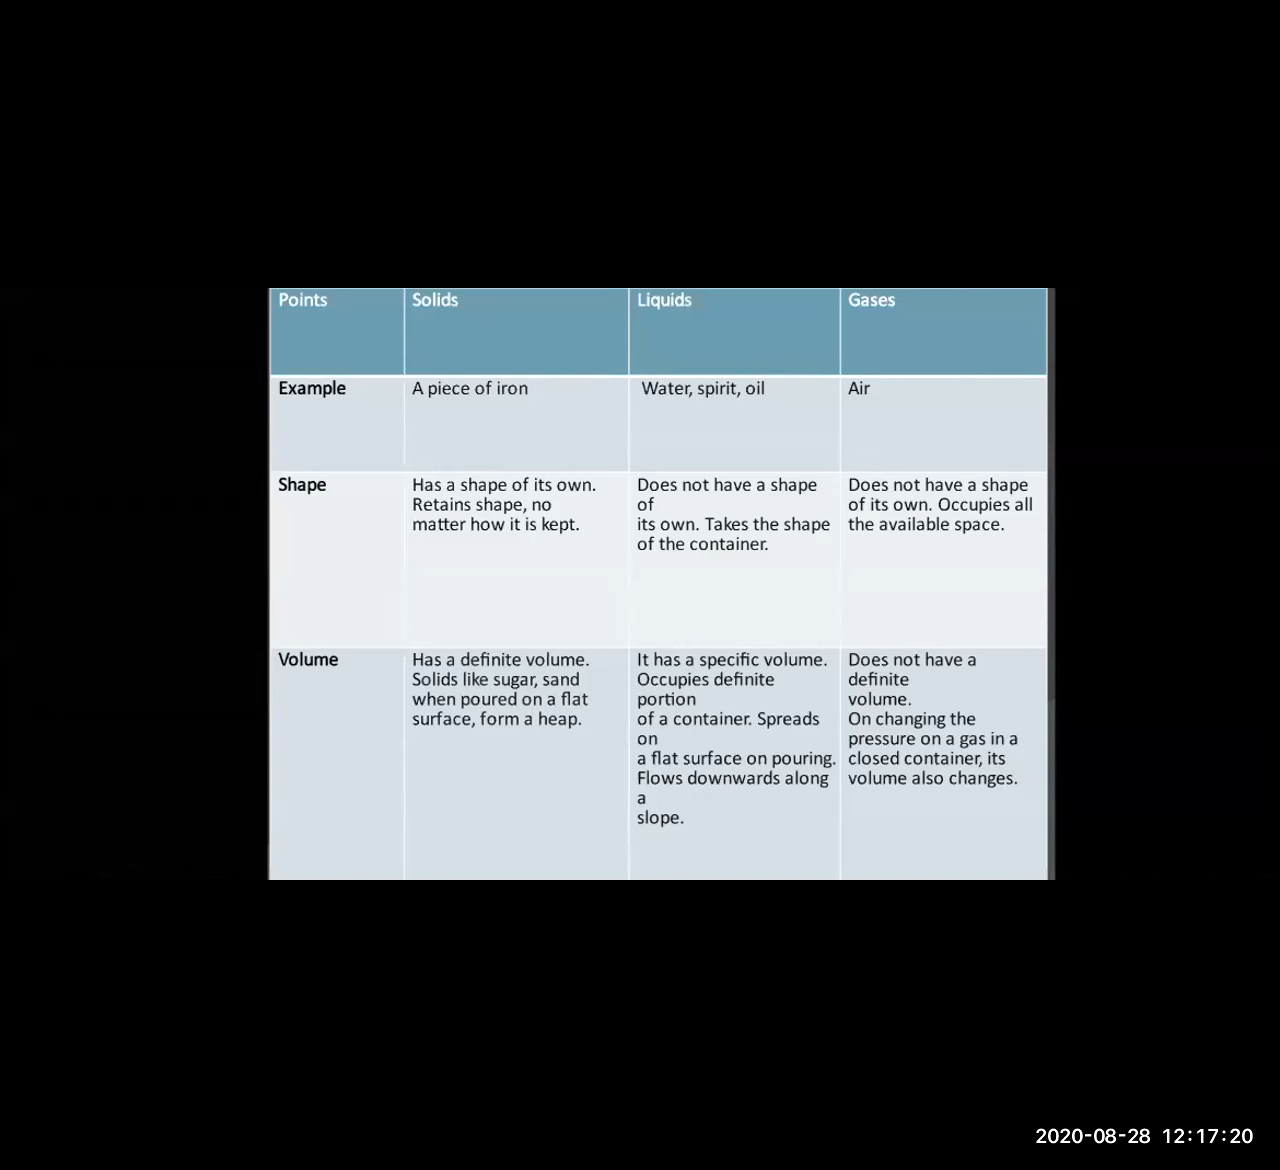 Points Solids Liquids Gases
Example A piece of iron Water, spirit, oil Air
Shape Has a shape of its own. Does not have a shape Does not have a shape
Retains shape, no of of its own. Occupies all
matter how it is kept. its own. Takes the shape the available space.
of the container.
Volume Has a definite volume. It has a specific volume. Does not have a
Solids like sugar, sand Occupies definite definite
when poured on a flat portion volume.
surface, form a heap. of a container. Spreads On changing the
on pressure on a gas in a
a flat surface on pouring. closed container, its
Flows downwards along volume also changes.
a
slope.
2020-08-28 12:17:20